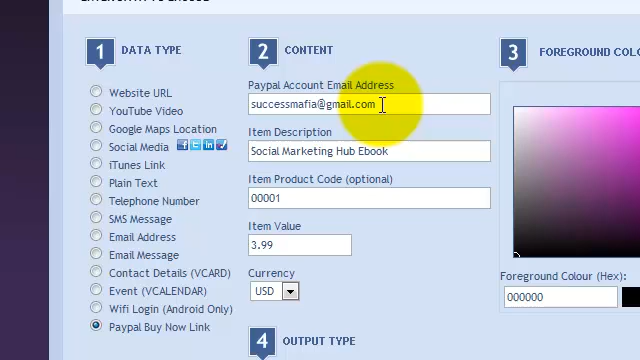 1 DATA TYPE
Website URL
YouTube Video
Google Maps Location
Social Media
iTunes Link
Plain Text
Telephone Number
SMS Message
Email Address
Email Message
Contact Details (VCARD)
Event (VCALENDAR)
Wifi Login (Android Only)
Paypal Buy Now Link
2 CONTENT
Paypal Account Email Address
successmafia@gmail.com
Item Description
Social Marketing Hub Ebook
Item Product Code (optional)
00001
Item Value
3.99
Currency
USD
4 OUTPUT TYPE
3 FOREGROUND COLO
Foreground Colour (Hex):
000000